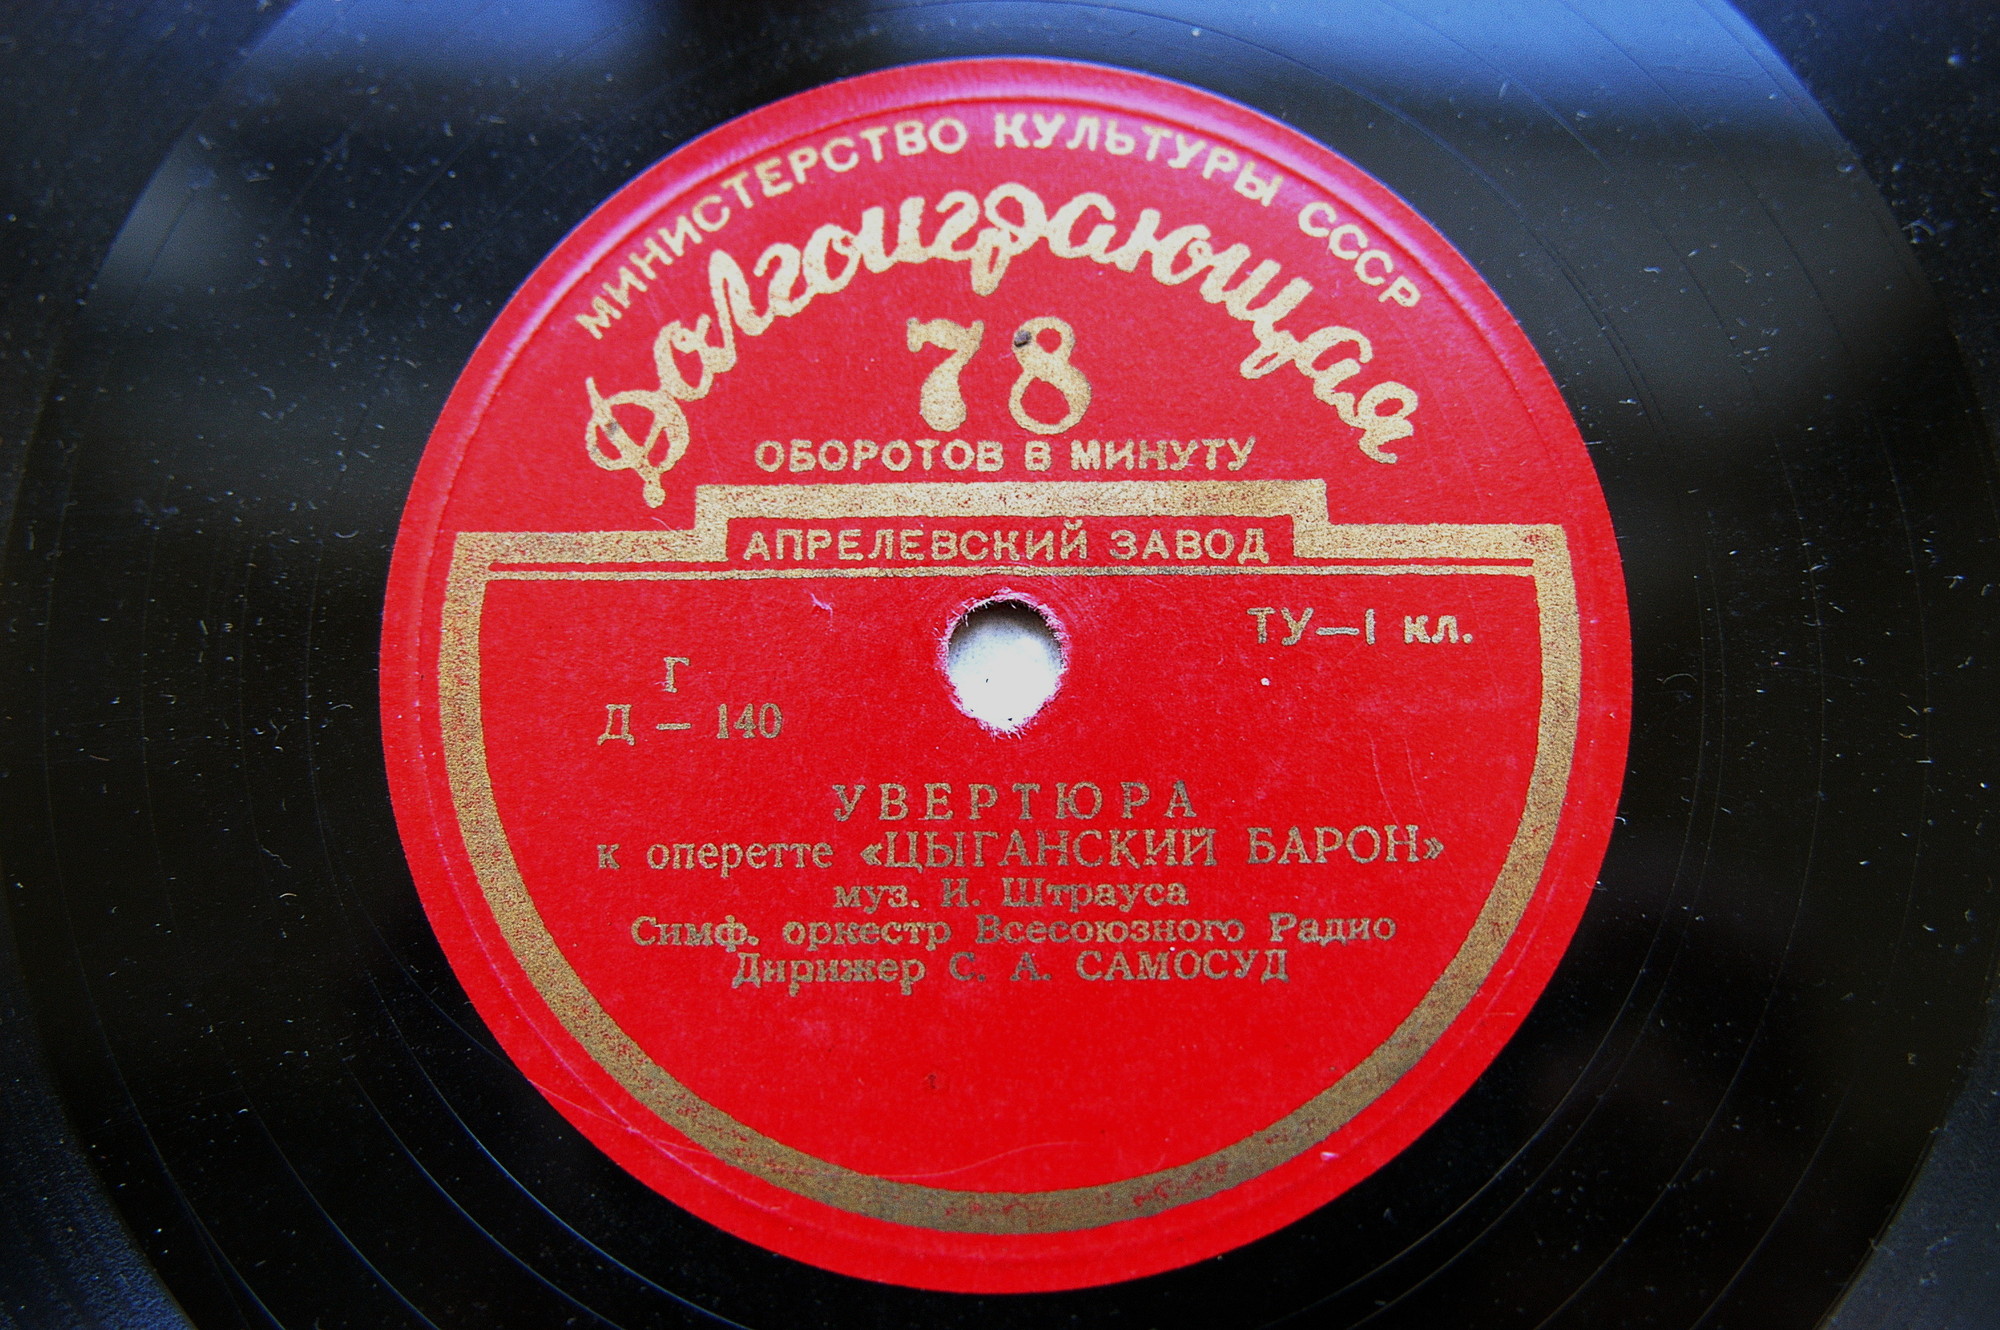 МИНИСТЕРСТВО КУЛЬТУРЫ СССР
Долгоиграющая
78
ОБОРОТОВ В МИНУТУ
АПРЕЛЕВСКИЙ ЗАВОД
ТУ—1 кл.
Г
Д — 140
УВЕРТЮРА
к оперетте «ЦЫГАНСКИЙ БАРОН»
муз. И. Штрауса
Симф. оркестр Всесоюзного Радио
Дирижер С. А. САМОСУД